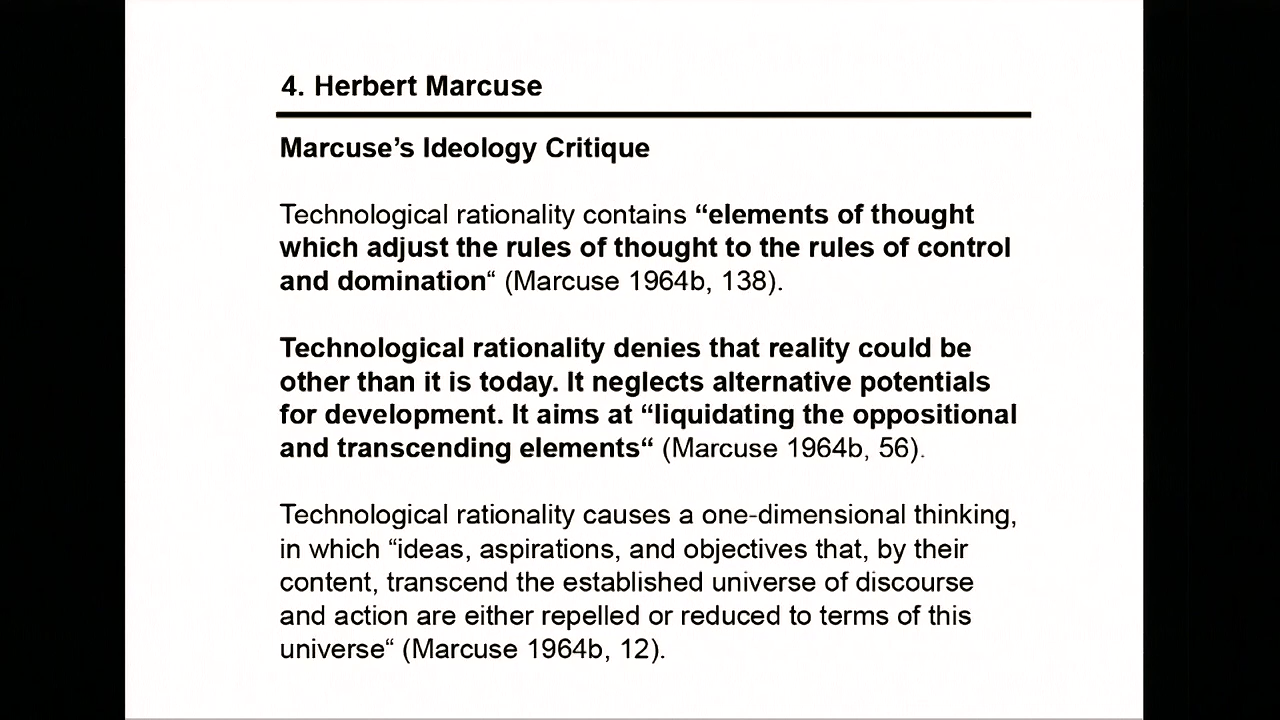 4. Herbert Marcuse
Marcuse’s Ideology Critique
Technological rationality contains “elements of thought
which adjust the rules of thought to the rules of control
and domination“ (Marcuse 1964b, 138).
Technological rationality denies that reality could be
other than it is today. It neglects alternative potentials
for development. It aims at “liquidating the oppositional
and transcending elements“ (Marcuse 1964b, 56).
Technological rationality causes a one-dimensional thinking,
in which “ideas, aspirations, and objectives that, by their
content, transcend the established universe of discourse
and action are either repelled or reduced to terms of this
universe“ (Marcuse 1964b, 12).